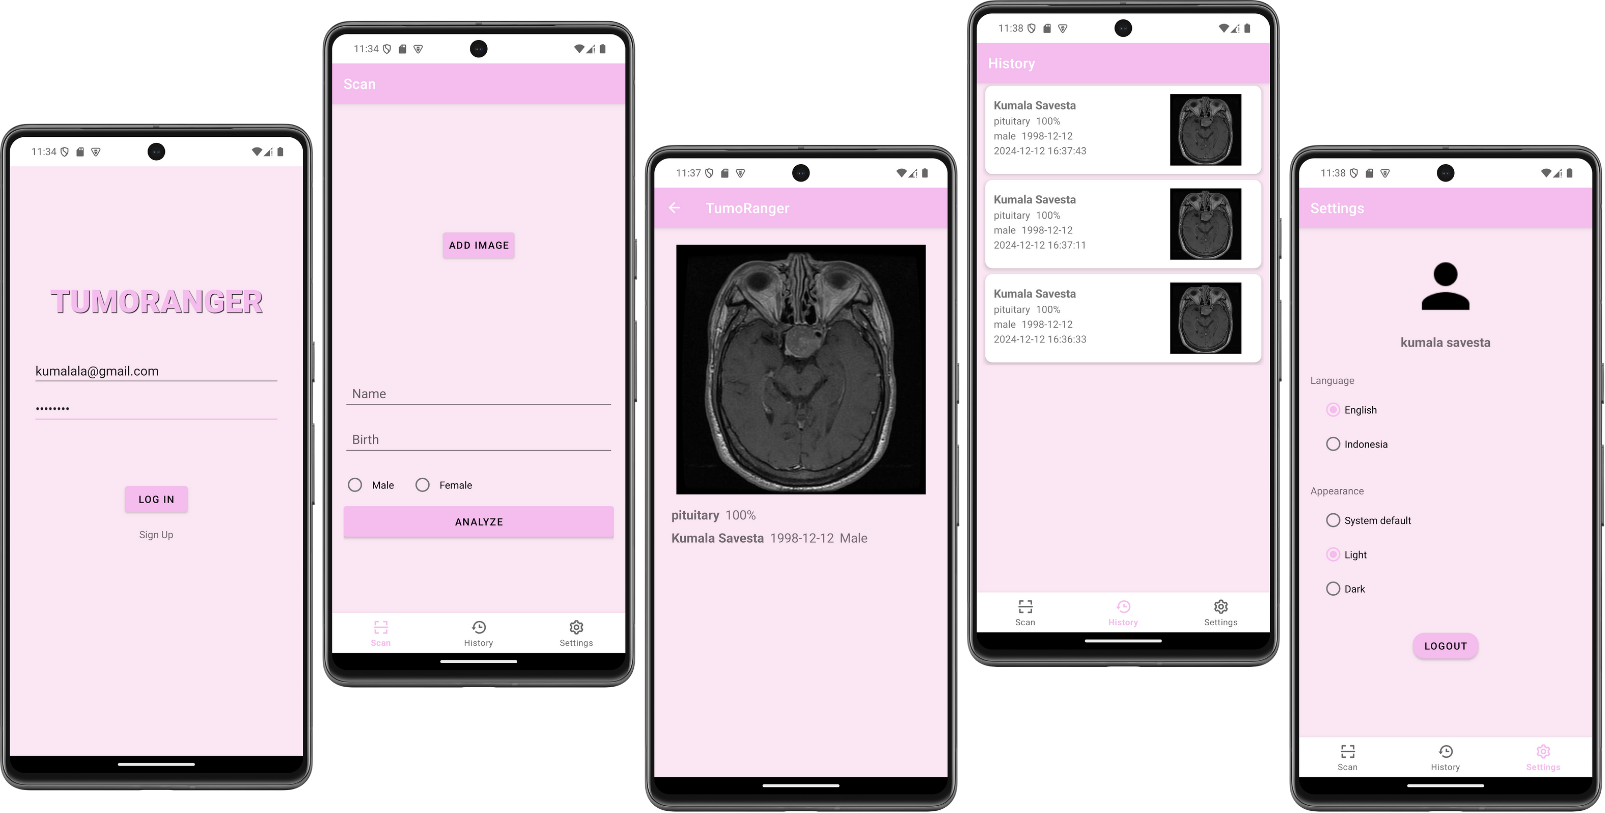 11:34
TUMORANGER
kumalala@gmail.com
••••••••
LOG IN
Sign Up
11:34
Scan
ADD IMAGE
Name
Birth
Male Female
ANALYZE
Scan History Settings
11:37
TumoRanger
pituitary 100%
Kumala Savesta 1998-12-12 Male
11:38
History
Kumala Savesta
pituitary 100%
male 1998-12-12
2024-12-12 16:37:43
Kumala Savesta
pituitary 100%
male 1998-12-12
2024-12-12 16:37:11
Kumala Savesta
pituitary 100%
male 1998-12-12
2024-12-12 16:36:33
Scan History Settings
11:38
Settings
kumala savesta
Language
English
Indonesia
Appearance
System default
Light
Dark
LOGOUT
Scan History Settings